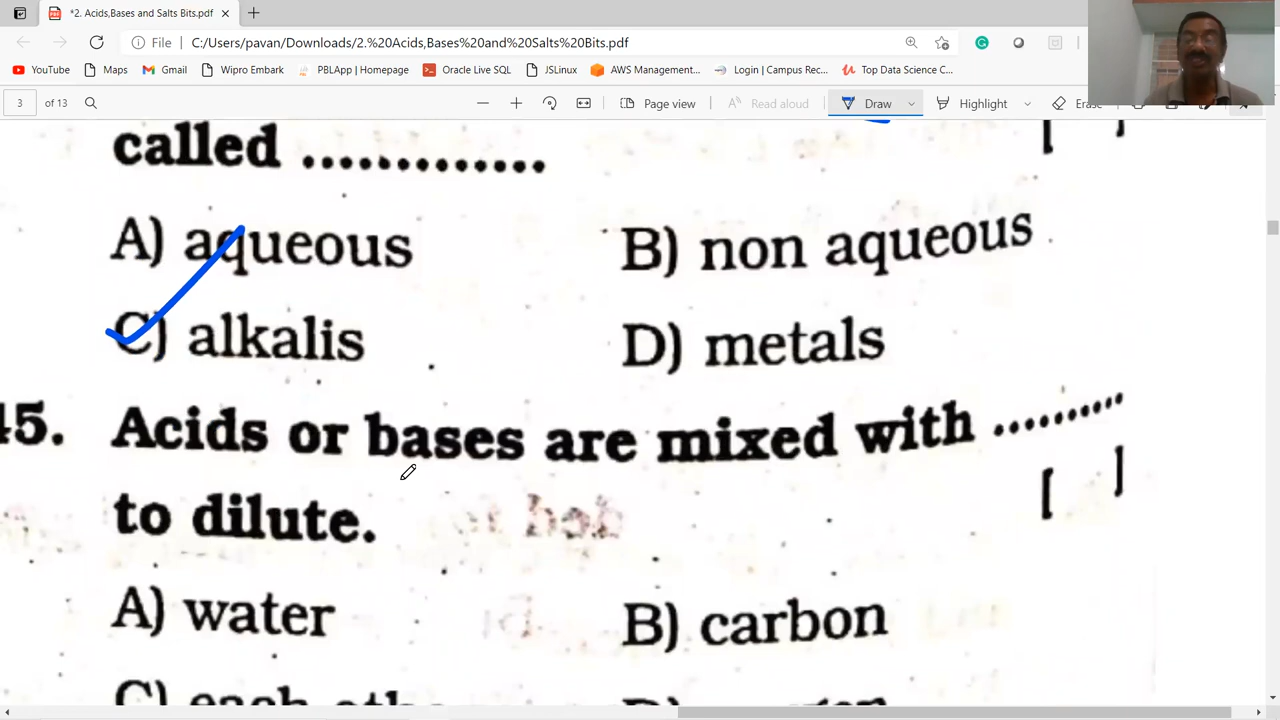 *2. Acids,Bases and Salts Bits.pdf
File C:/Users/pavan/Downloads/2.%20Acids,Bases%20and%20Salts%20Bits.pdf
YouTube Maps Gmail Wipro Embark PBLApp | Homepage Oracle Live SQL JSLinux AWS Management... Login | Campus Rec... Top Data Science C...
3 of 13 Page view Read aloud Draw Highlight Erase
called .............
A) aqueous B) non aqueous
C) alkalis D) metals
45. Acids or bases are mixed with .........
to dilute. [ ]
A) water B) carbon
C) each